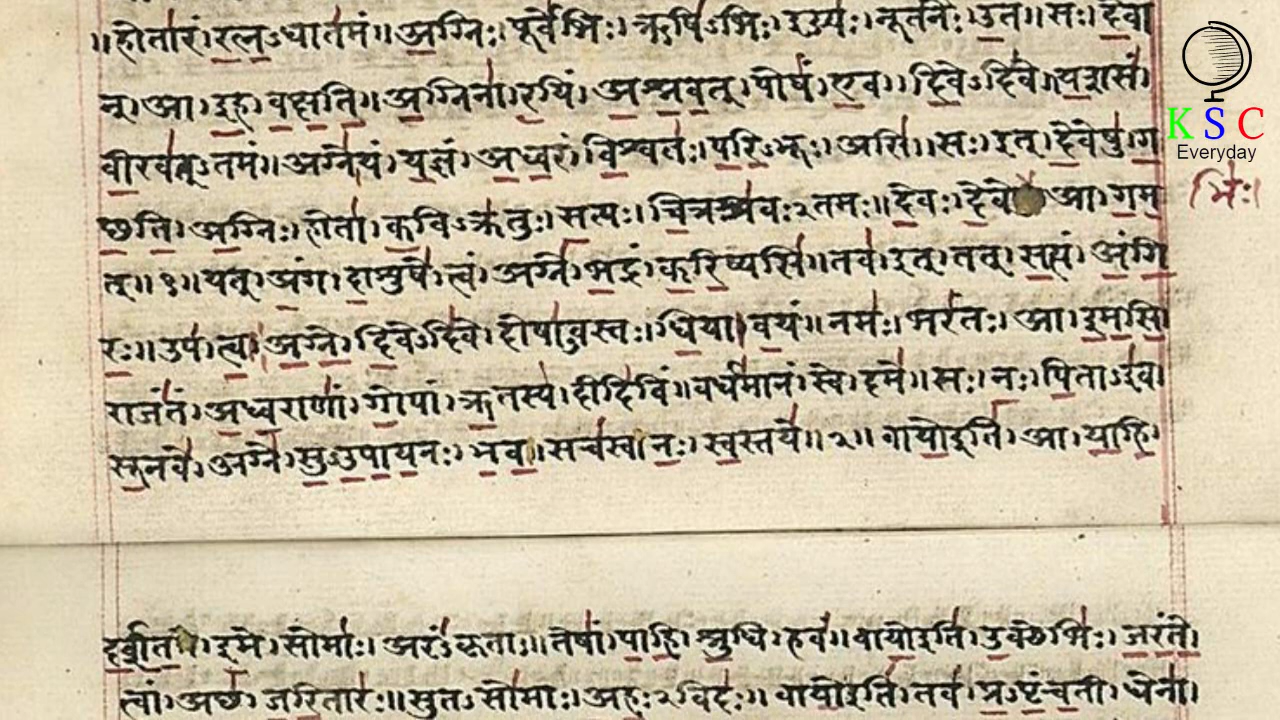 ॥होतारं।रत्नऽधातमं॥अग्निः।पूर्वेभिः।ऋषिऽभिः।ईड्यः।नूतनैः।उत॥सः।देवा
न्।आ।इह।वक्षति॥अग्निना।रयिं।अश्नवत्।पोषं।एव।दिवेऽदिवे॥यशसं।
वीरवत्ऽतमं॥अग्ने।यं।यज्ञं।अध्वरं।विश्वतः।परिऽभूः।असि॥सः।इत्।देवेषु।ग
च्छति।अग्निः।होता।कविऽक्रतुः।सत्यः।चित्रश्रवः२तमः॥देवः।देवे आ।गम
भिः।
त्॥१॥यत्।अंग।दाशुषे।त्वं।अग्ने।भद्रं।करिष्यसि॥तव।इत्।तत्।सत्यं।अंगि
रः॥उप।त्वा।अग्ने।दिवेऽदिवे।दोषाऽवस्तः।धिया।वयं॥नमः।भरंतः।आ।इमसि।
राजंतं।अध्वराणां।गोपां।ऋतस्य।दीदिविं॥वर्धमानं।स्वे।दमे॥सः।नः।पिताऽइव।
सूनवे।अग्ने।सुऽउपायनः।भव॥सचस्व।नः।स्वस्तये॥२॥वायोइति।आ।याहि।
दर्शत।इमे।सोमाः।अरंऽकृताः॥तेषां।पाहि।श्रुधि।हवं॥वायोइति।उक्थेभिः।जरंते।
त्वां।अच्छ।जरितारः॥सुतऽसोमाः।अहः२विदः॥वायोइति।तव।प्रऽपृंचती।धेना।
K S C
Everyday